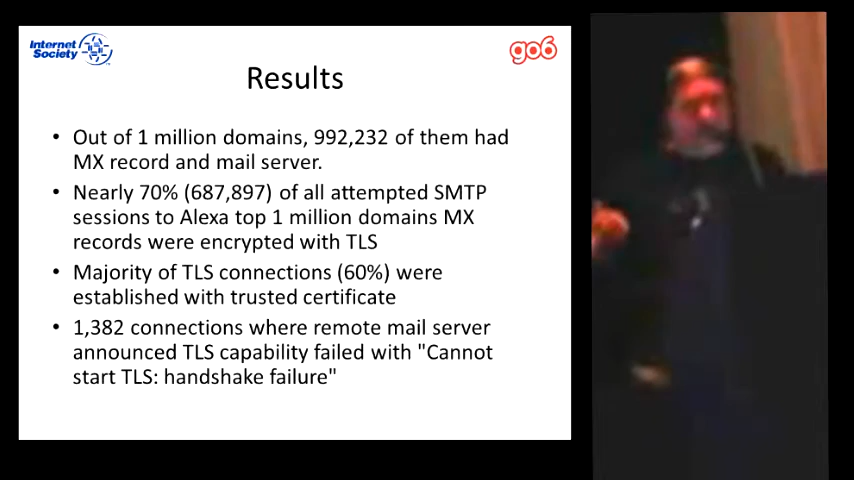 Internet
Society
go6
Results
• Out of 1 million domains, 992,232 of them had
MX record and mail server.
• Nearly 70% (687,897) of all attempted SMTP
sessions to Alexa top 1 million domains MX
records were encrypted with TLS
• Majority of TLS connections (60%) were
established with trusted certificate
• 1,382 connections where remote mail server
announced TLS capability failed with "Cannot
start TLS: handshake failure"